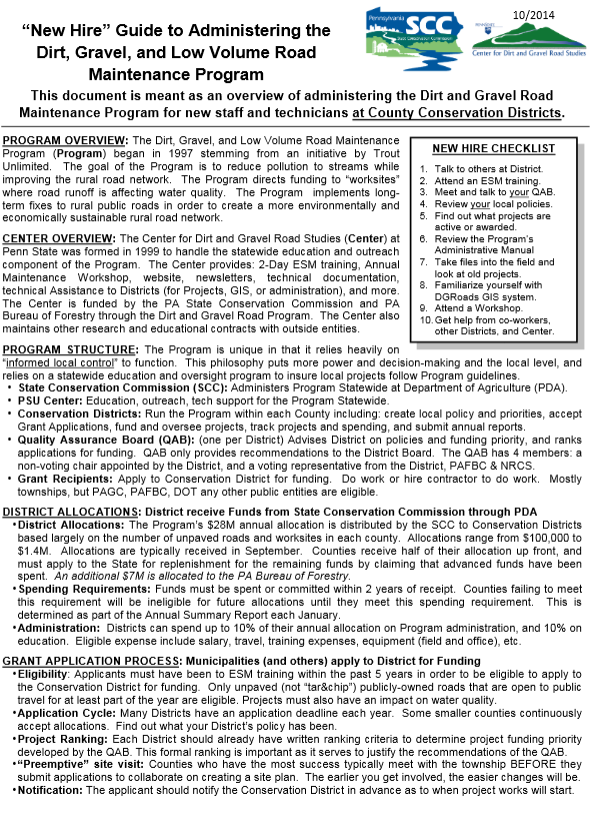 10/2014
Pennsylvania
SCC
State Conservation Commission
PENNSTATE
Center for Dirt and Gravel Road Studies
“New Hire” Guide to Administering the
Dirt, Gravel, and Low Volume Road
Maintenance Program
This document is meant as an overview of administering the Dirt and Gravel Road
Maintenance Program for new staff and technicians at County Conservation Districts.
PROGRAM OVERVIEW: The Dirt, Gravel, and Low Volume Road Maintenance
Program (Program) began in 1997 stemming from an initiative by Trout
Unlimited. The goal of the Program is to reduce pollution to streams while
improving the rural road network. The Program directs funding to “worksites”
where road runoff is affecting water quality. The Program implements long-
term fixes to rural public roads in order to create a more environmentally and
economically sustainable rural road network.
NEW HIRE CHECKLIST
1. Talk to others at District.
2. Attend an ESM training.
3. Meet and talk to your QAB.
4. Review your local policies.
5. Find out what projects are
active or awarded.
6. Review the Program’s
Administrative Manual
7. Take files into the field and
look at old projects.
8. Familiarize yourself with
DGRoads GIS system.
9. Attend a Workshop.
10. Get help from co-workers,
other Districts, and Center.
CENTER OVERVIEW: The Center for Dirt and Gravel Road Studies (Center) at
Penn State was formed in 1999 to handle the statewide education and outreach
component of the Program. The Center provides: 2-Day ESM training, Annual
Maintenance Workshop, website, newsletters, technical documentation,
technical Assistance to Districts (for Projects, GIS, or administration), and more.
The Center is funded by the PA State Conservation Commission and PA
Bureau of Forestry through the Dirt and Gravel Road Program. The Center also
maintains other research and educational contracts with outside entities.
PROGRAM STRUCTURE: The Program is unique in that it relies heavily on
“informed local control” to function. This philosophy puts more power and decision-making and the local level, and
relies on a statewide education and oversight program to insure local projects follow Program guidelines.
• State Conservation Commission (SCC): Administers Program Statewide at Department of Agriculture (PDA).
• PSU Center: Education, outreach, tech support for the Program Statewide.
• Conservation Districts: Run the Program within each County including: create local policy and priorities, accept
Grant Applications, fund and oversee projects, track projects and spending, and submit annual reports.
• Quality Assurance Board (QAB): (one per District) Advises District on policies and funding priority, and ranks
applications for funding. QAB only provides recommendations to the District Board. The QAB has 4 members: a
non-voting chair appointed by the District, and a voting representative from the District, PAFBC & NRCS.
• Grant Recipients: Apply to Conservation District for funding. Do work or hire contractor to do work. Mostly
townships, but PAGC, PAFBC, DOT any other public entities are eligible.
DISTRICT ALLOCATIONS: District receive Funds from State Conservation Commission through PDA
•District Allocations: The Program’s $28M annual allocation is distributed by the SCC to Conservation Districts
based largely on the number of unpaved roads and worksites in each county. Allocations range from $100,000 to
$1.4M. Allocations are typically received in September. Counties receive half of their allocation up front, and
must apply to the State for replenishment for the remaining funds by claiming that advanced funds have been
spent. An additional $7M is allocated to the PA Bureau of Forestry.
•Spending Requirements: Funds must be spent or committed within 2 years of receipt. Counties failing to meet
this requirement will be ineligible for future allocations until they meet this spending requirement. This is
determined as part of the Annual Summary Report each January.
•Administration: Districts can spend up to 10% of their annual allocation on Program administration, and 10% on
education. Eligible expense include salary, travel, training expenses, equipment (field and office), etc.
GRANT APPLICATION PROCESS: Municipalities (and others) apply to District for Funding
•Eligibility: Applicants must have been to ESM training within the past 5 years in order to be eligible to apply to
the Conservation District for funding. Only unpaved (not “tar&chip”) publicly-owned roads that are open to public
travel for at least part of the year are eligible. Projects must also have an impact on water quality.
•Application Cycle: Many Districts have an application deadline each year. Some smaller counties continuously
accept allocations. Find out what your District’s policy has been.
•Project Ranking: Each District should already have written ranking criteria to determine project funding priority
developed by the QAB. This formal ranking is important as it serves to justify the recommendations of the QAB.
•“Preemptive” site visit: Counties who have the most success typically meet with the township BEFORE they
submit applications to collaborate on creating a site plan. The earlier you get involved, the easier changes will be.
•Notification: The applicant should notify the Conservation District in advance as to when project works will start.